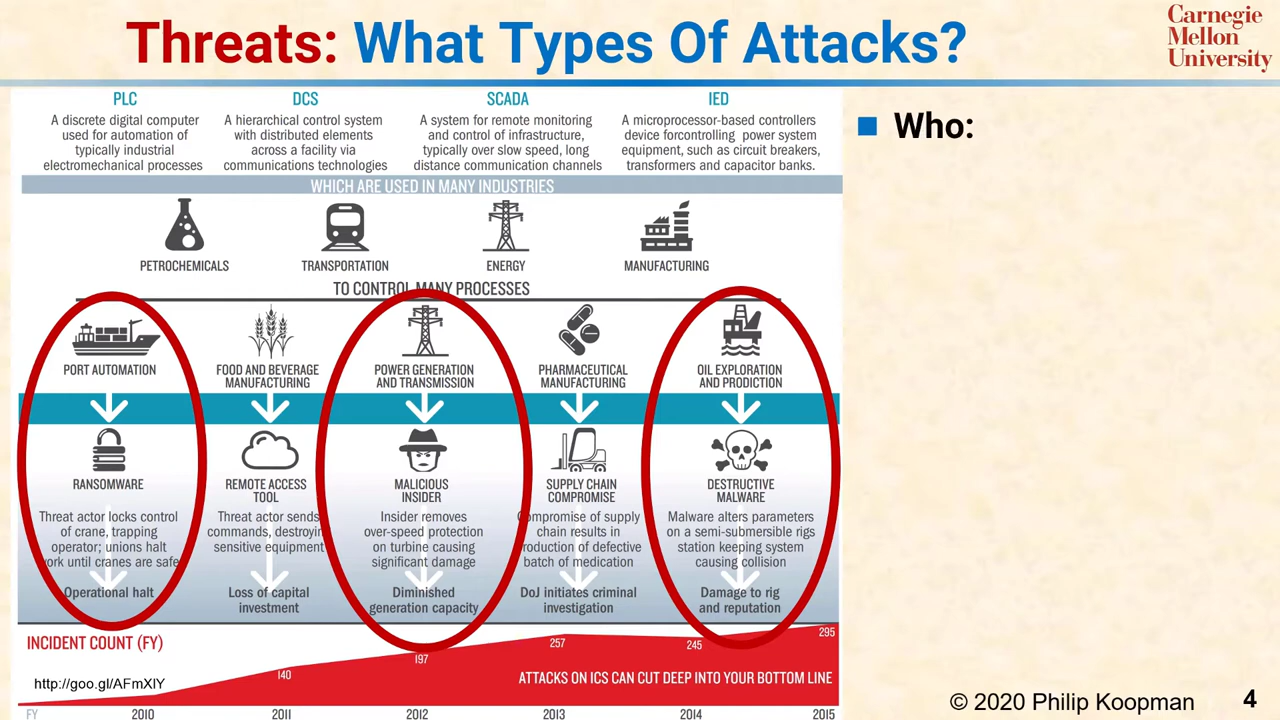 Threats: What Types Of Attacks?
Carnegie
Mellon
University
PLC
A discrete digital computer
used for automation of
typically industrial
electromechanical processes
DCS
A hierarchical control system
with distributed elements
across a facility via
communications technologies
SCADA
A system for remote monitoring
and control of infrastructure,
typically over slow speed, long
distance communication channels
IED
A microprocessor-based controllers
device forcontrolling power system
equipment, such as circuit breakers,
transformers and capacitor banks.
Who:
WHICH ARE USED IN MANY INDUSTRIES
PETROCHEMICALS
TRANSPORTATION
ENERGY
MANUFACTURING
TO CONTROL MANY PROCESSES
PORT AUTOMATION
FOOD AND BEVERAGE
MANUFACTURING
POWER GENERATION
AND TRANSMISSION
PHARMACEUTICAL
MANUFACTURING
OIL EXPLORATION
AND PRODICTION
RANSOMWARE
Threat actor locks control
of crane, trapping
operator; unions halt
ork until cranes are safe
Operational halt
REMOTE ACCESS
TOOL
Threat actor sends
commands, destroyin
sensitive equipment
Loss of capital
investment
MALICIOUS
INSIDER
Insider removes
over-speed protection
on turbine causing
significant damage
Diminished
generation capacity
SUPPLY CHAIN
COMPROMISE
ompromise of supply
chain results in
roduction of defective
batch of medication
DoJ initiates criminal
investigation
DESTRUCTIVE
MALWARE
Malware alters parameters
on a semi-submersible rigs
station keeping system
causing collision
Damage to rig
and reputation
INCIDENT COUNT (FY)
140
197
257
245
295
http://goo.gl/AFmXlY
ATTACKS ON ICS CAN CUT DEEP INTO YOUR BOTTOM LINE
FY 2010 2011 2012 2013 2014 2015
© 2020 Philip Koopman 4